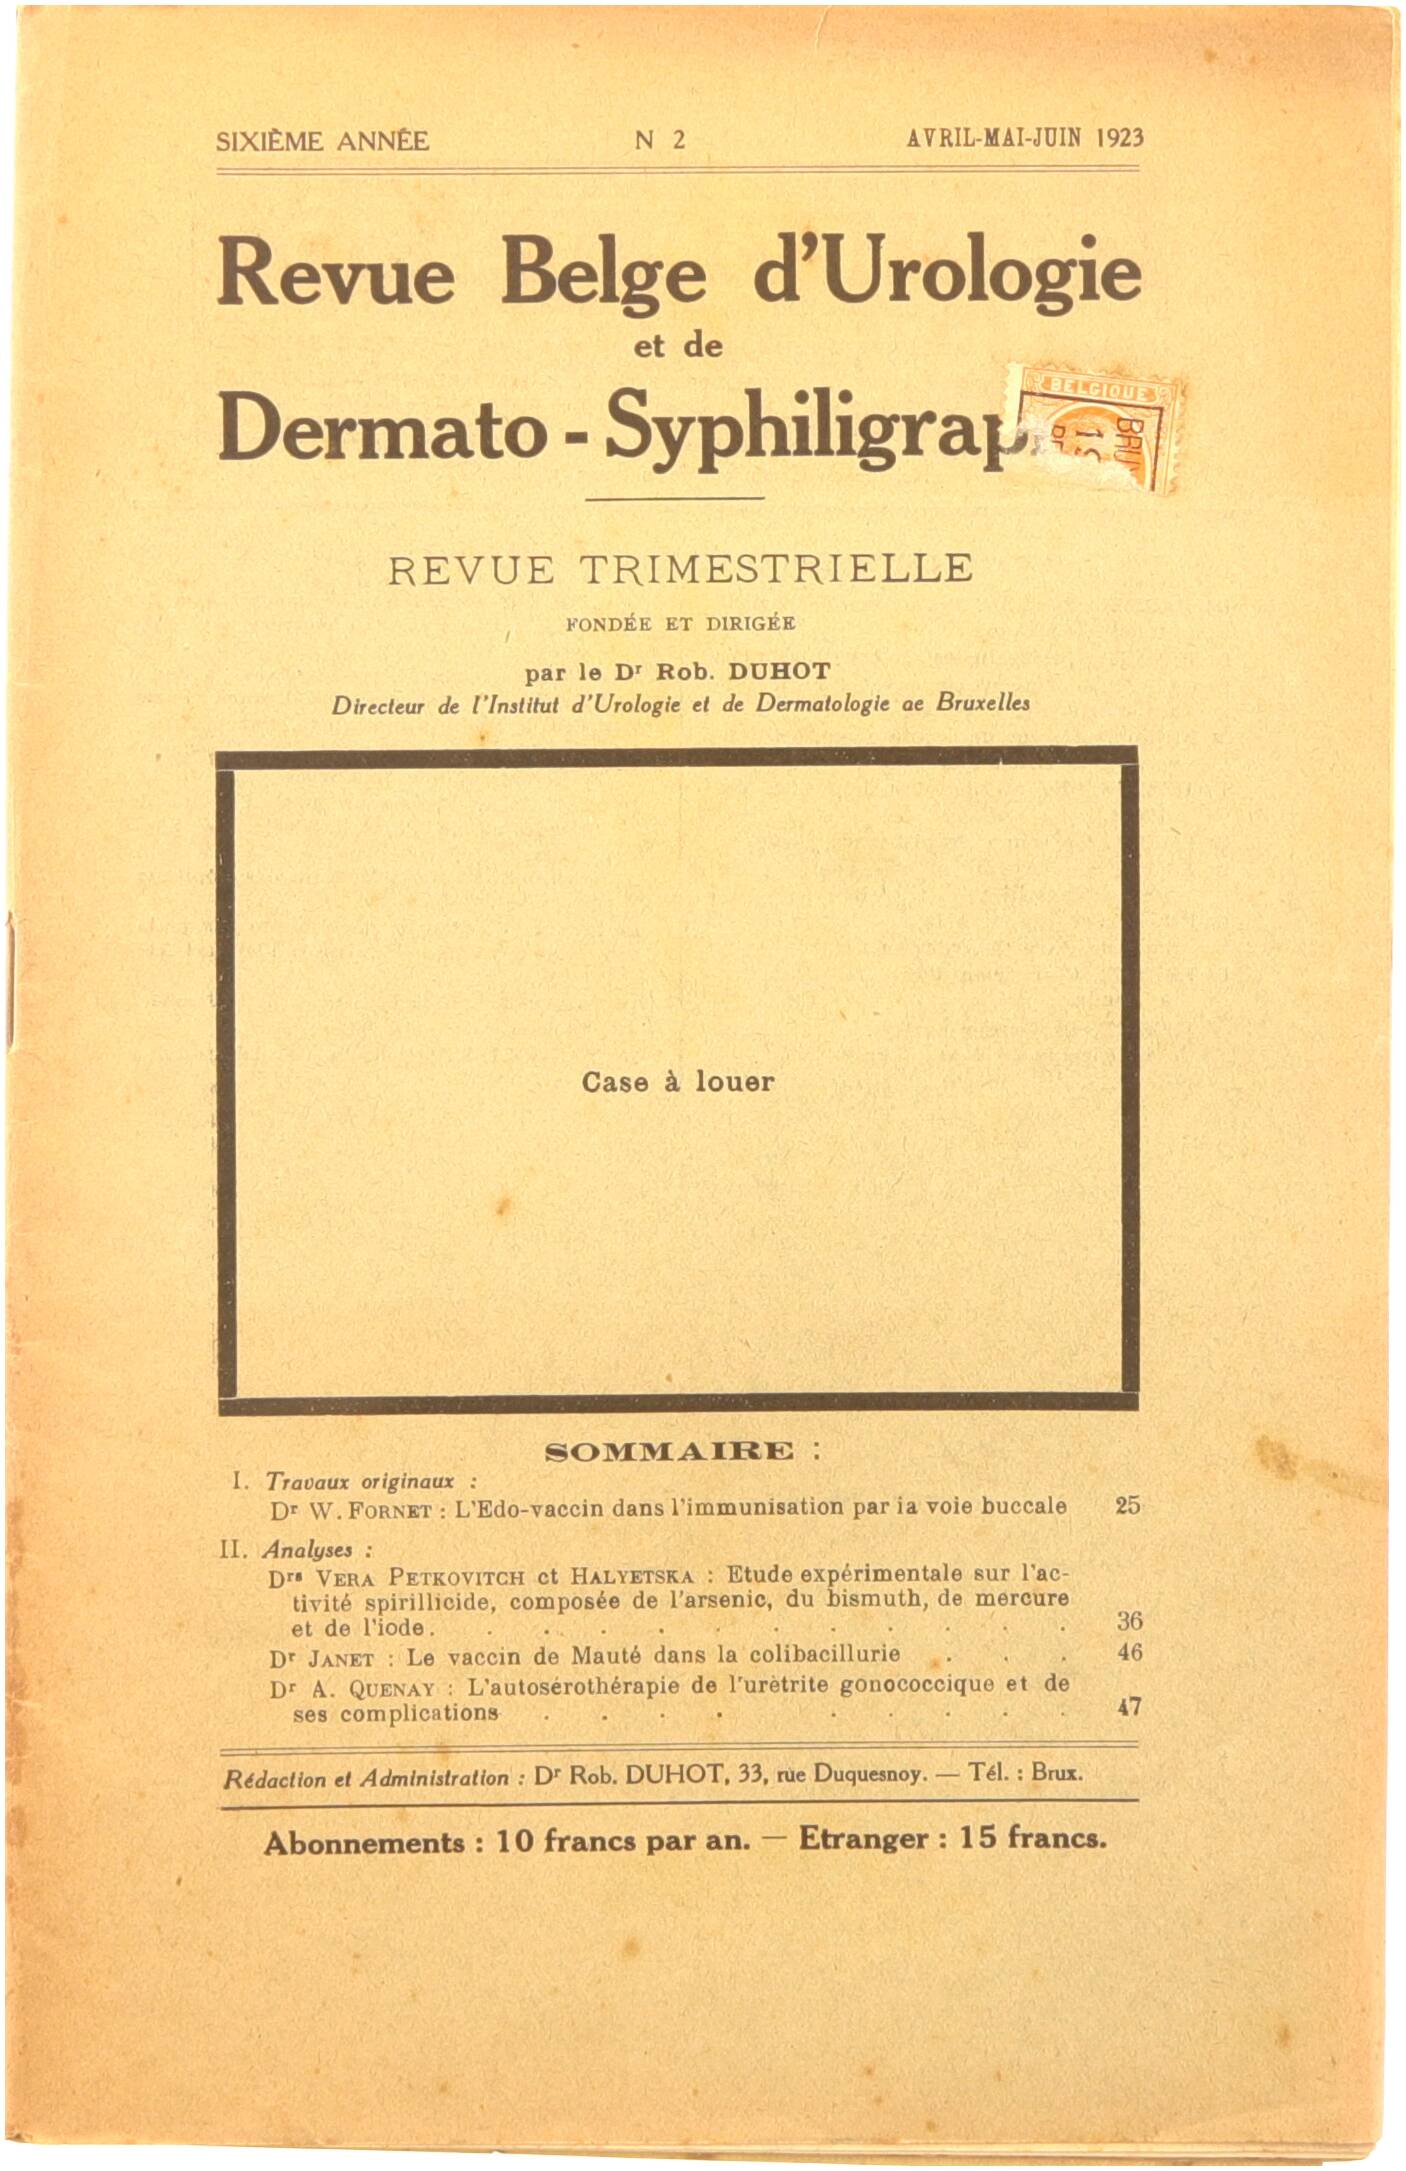 SIXIÈME ANNÉE N 2 AVRIL-MAI-JUIN 1923
Revue Belge d'Urologie
et de
Dermato - Syphiligrap
BELGIQUE
BRU
REVUE TRIMESTRIELLE
FONDÉE ET DIRIGÉE
par le Dr Rob. DUHOT
Directeur de l'Institut d'Urologie et de Dermatologie ae Bruxelles
Case à louer
SOMMAIRE :
I. Travaux originaux :
Dr W. FORNET : L'Edo-vaccin dans l'immunisation par ia voie buccale 25
II. Analyses :
Drs VERA PETKOVITCH et HALYETSKA : Etude expérimentale sur l'ac-
tivité spirillicide, composée de l'arsenic, du bismuth, de mercure
et de l'iode. . . . . . . . . . . . 36
Dr JANET : Le vaccin de Mauté dans la colibacillurie . . . 46
Dr A. QUENAY : L'autosérothérapie de l'urètrite gonococcique et de
ses complications . . . . . . . . . 47
Rédaction et Administration : Dr Rob. DUHOT, 33, rue Duquesnoy. — Tél. : Brux.
Abonnements : 10 francs par an. — Etranger : 15 francs.